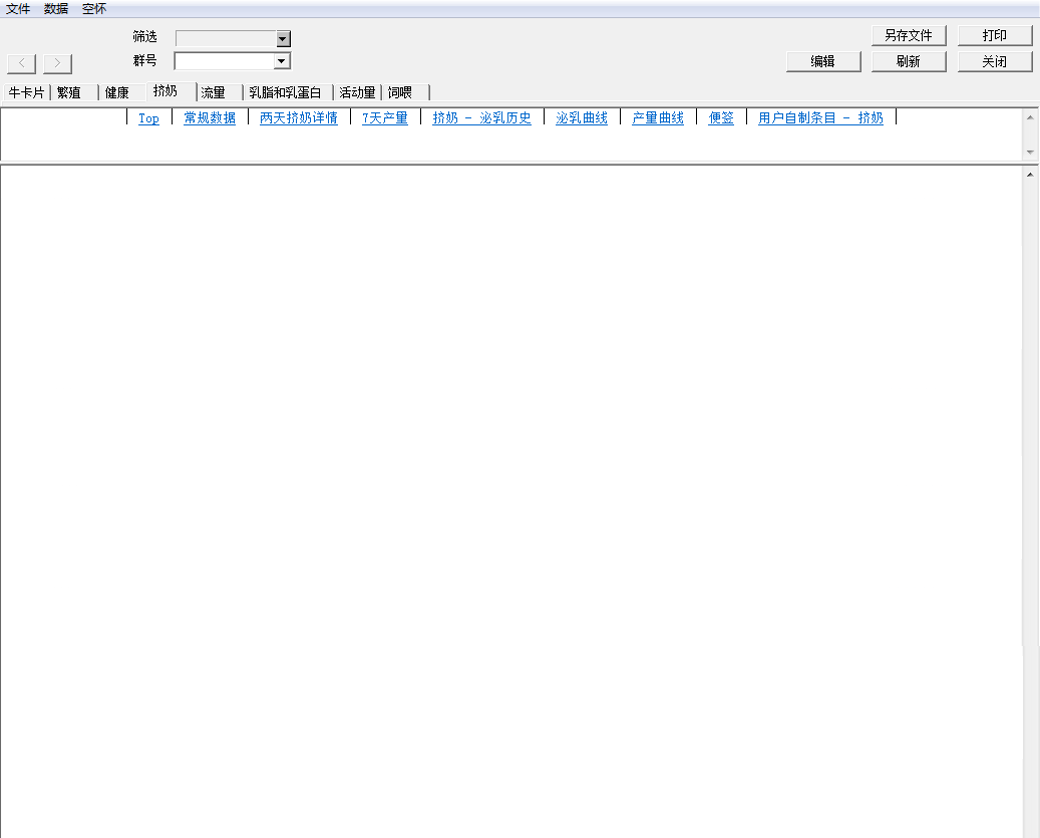 文件 数据 空怀
筛选 另存文件 打印
< > 群号 编辑 刷新 关闭
牛卡片 繁殖 健康 挤奶 流量 乳脂和乳蛋白 活动量 词喂
Top 常规数据 两天挤奶详情 7天产量 挤奶 - 泌乳历史 泌乳曲线 产量曲线 便签 用户自制条目 - 挤奶